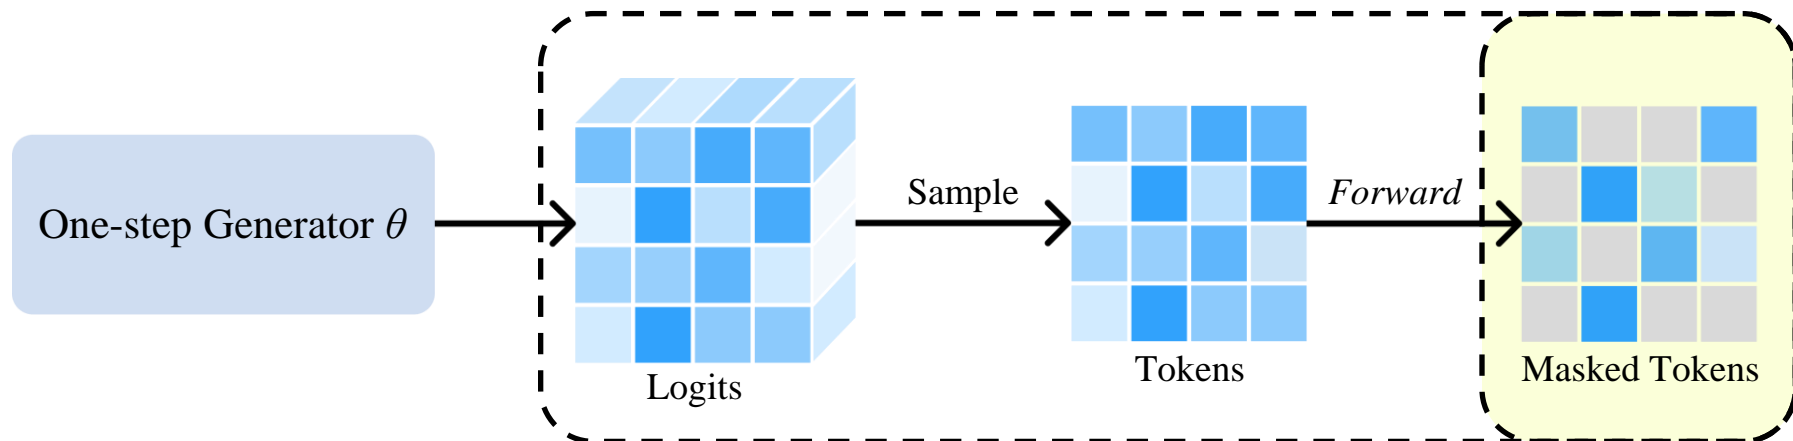 One-step Generator θ
Logits
Sample
Tokens
Forward
Masked Tokens